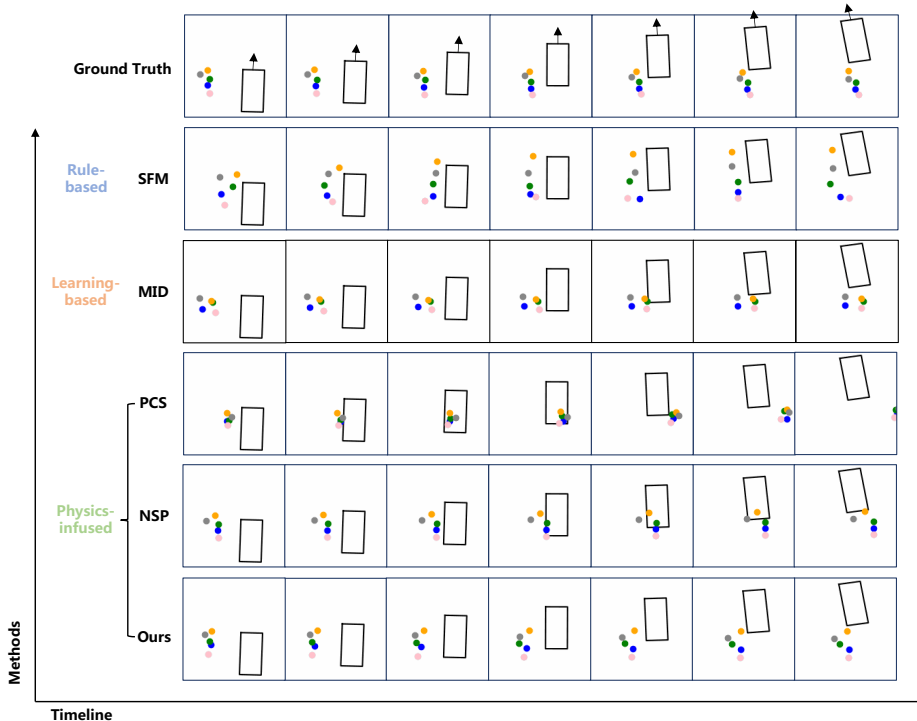 Ground Truth
Rule-
based
SFM
Learning-
based
MID
PCS
Physics-
infused
NSP
Ours
Methods
Timeline